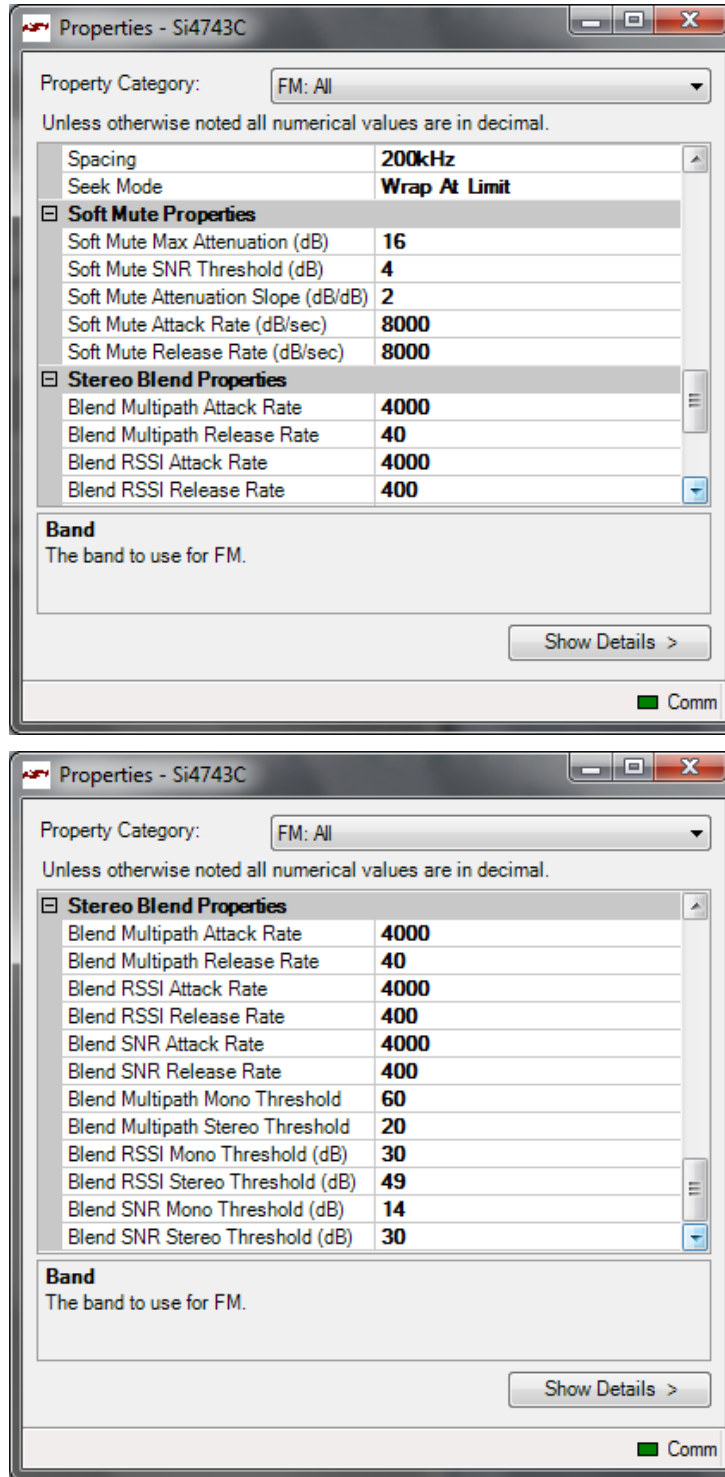 Properties - Si4743C
Property Category: FM: All
Unless otherwise noted all numerical values are in decimal.
Spacing 200kHz
Seek Mode Wrap At Limit
Soft Mute Properties
Soft Mute Max Attenuation (dB) 16
Soft Mute SNR Threshold (dB) 4
Soft Mute Attenuation Slope (dB/dB) 2
Soft Mute Attack Rate (dB/sec) 8000
Soft Mute Release Rate (dB/sec) 8000
Stereo Blend Properties
Blend Multipath Attack Rate 4000
Blend Multipath Release Rate 40
Blend RSSI Attack Rate 4000
Blend RSSI Release Rate 400
Band
The band to use for FM.
Show Details >
Comm
Properties - Si4743C
Property Category: FM: All
Unless otherwise noted all numerical values are in decimal.
Stereo Blend Properties
Blend Multipath Attack Rate 4000
Blend Multipath Release Rate 40
Blend RSSI Attack Rate 4000
Blend RSSI Release Rate 400
Blend SNR Attack Rate 4000
Blend SNR Release Rate 400
Blend Multipath Mono Threshold 60
Blend Multipath Stereo Threshold 20
Blend RSSI Mono Threshold (dB) 30
Blend RSSI Stereo Threshold (dB) 49
Blend SNR Mono Threshold (dB) 14
Blend SNR Stereo Threshold (dB) 30
Band
The band to use for FM.
Show Details >
Comm